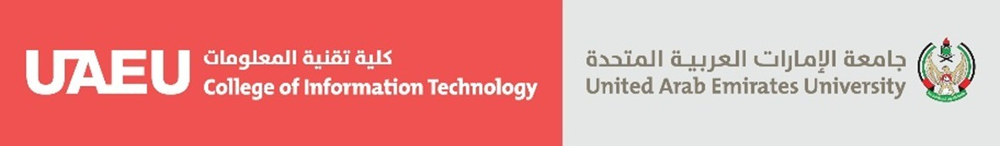 UAEU
كلية تقنية المعلومات
College of Information Technology
جامعة الإمارات العربية المتحدة
United Arab Emirates University